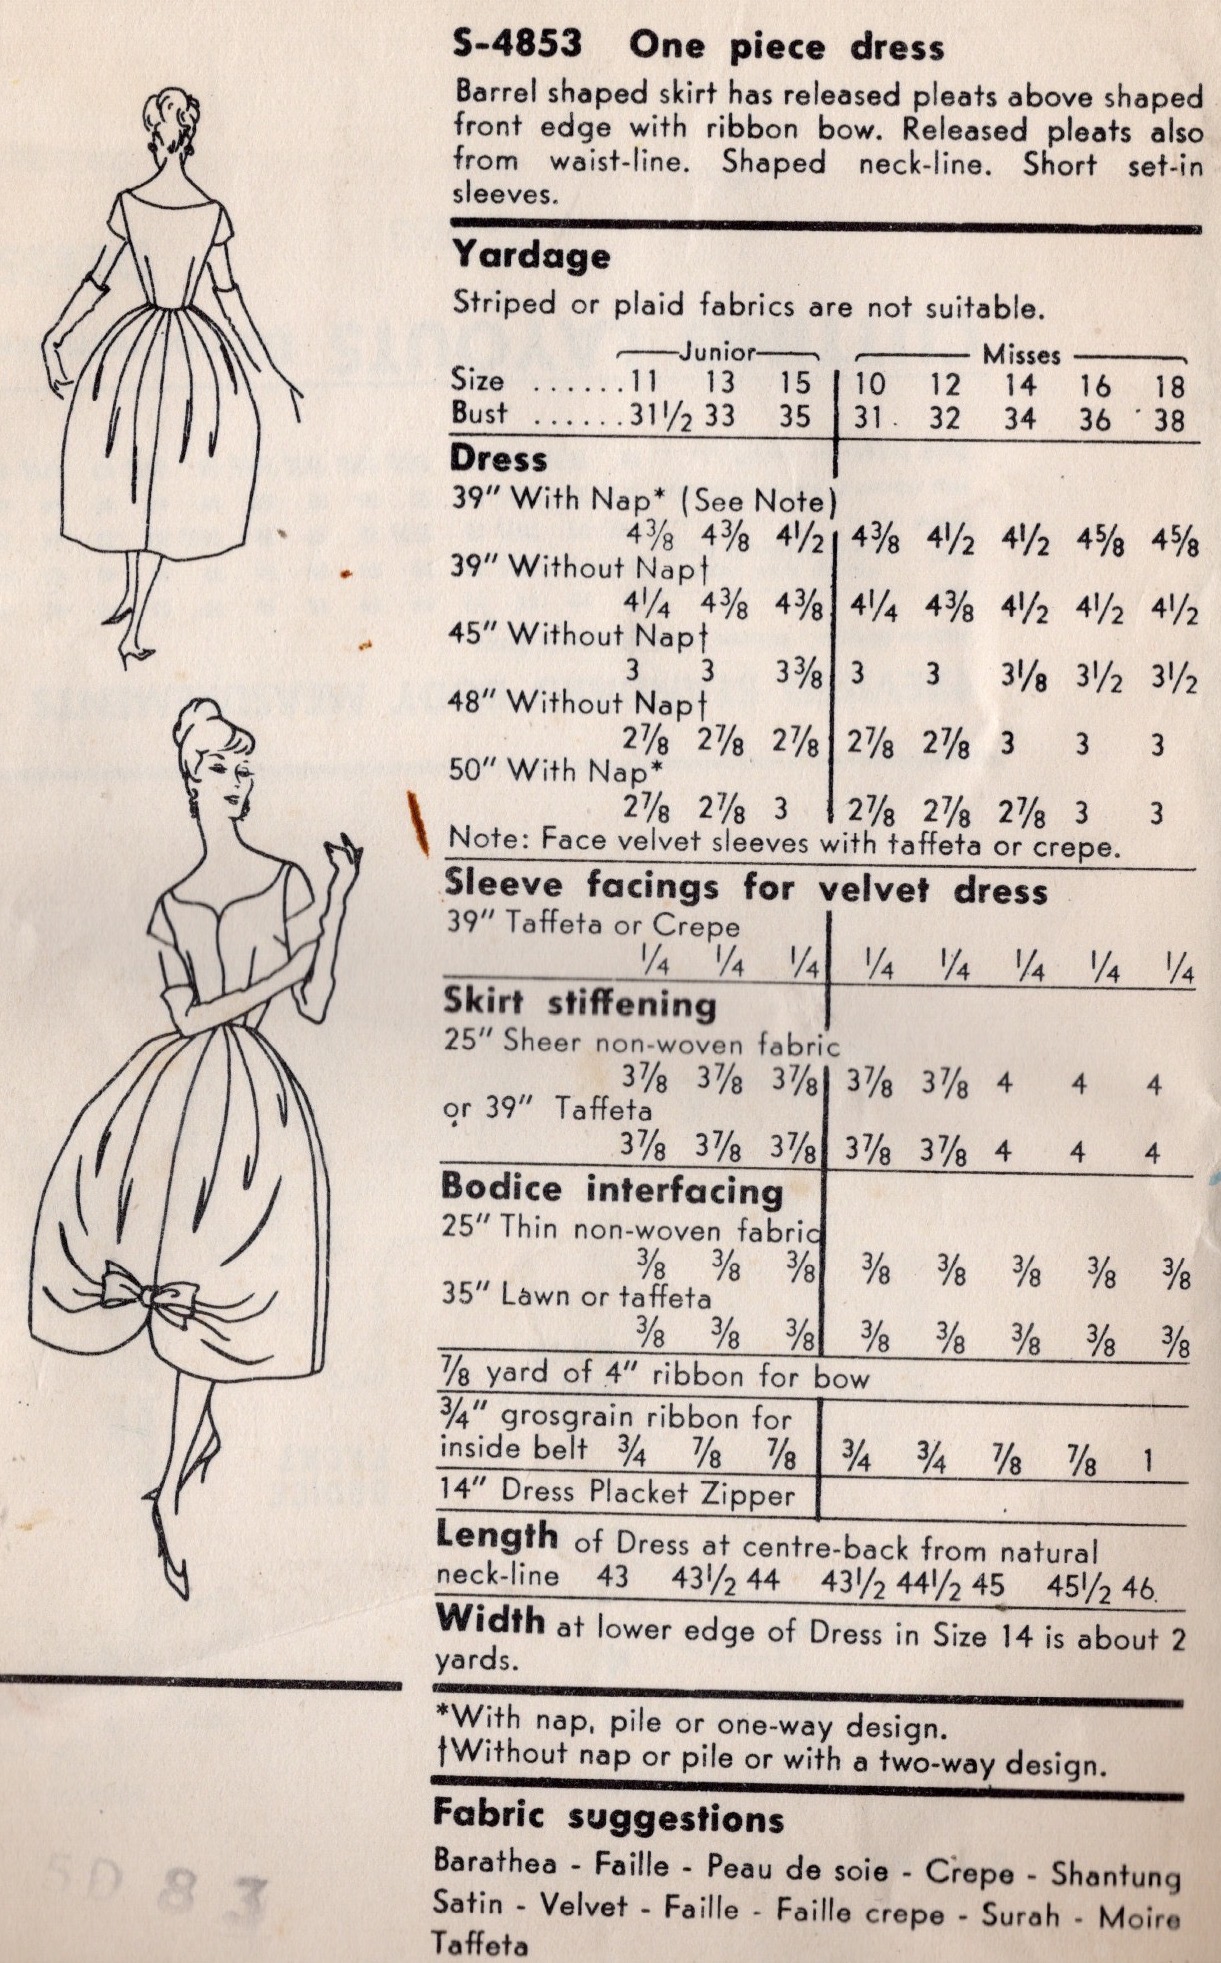 S-4853 One piece dress
Barrel shaped skirt has released pleats above shaped
front edge with ribbon bow. Released pleats also
from waist-line. Shaped neck-line. Short set-in
sleeves.
Yardage
Striped or plaid fabrics are not suitable.
Junior Misses
Size ......11 13 15 10 12 14 16 18
Bust ......31½ 33 35 31 32 34 36 38
Dress
39" With Nap* (See Note)
4⅜ 4⅜ 4½ 4⅜ 4½ 4½ 4⅝ 4⅝
39" Without Nap†
4¼ 4⅜ 4⅜ 4¼ 4⅜ 4½ 4½ 4½
45" Without Nap†
3 3 3⅜ 3 3 3⅛ 3½ 3½
48" Without Nap†
2⅞ 2⅞ 2⅞ 2⅞ 2⅞ 3 3 3
50" With Nap*
2⅞ 2⅞ 3 2⅞ 2⅞ 2⅞ 3 3
Note: Face velvet sleeves with taffeta or crepe.
Sleeve facings for velvet dress
39" Taffeta or Crepe
¼ ¼ ¼ ¼ ¼ ¼ ¼ ¼
Skirt stiffening
25" Sheer non-woven fabric
3⅞ 3⅞ 3⅞ 3⅞ 3⅞ 4 4 4
or 39" Taffeta
3⅞ 3⅞ 3⅞ 3⅞ 3⅞ 4 4 4
Bodice interfacing
25" Thin non-woven fabric
⅜ ⅜ ⅜ ⅜ ⅜ ⅜ ⅜ ⅜
35" Lawn or taffeta
⅜ ⅜ ⅜ ⅜ ⅜ ⅜ ⅜ ⅜
⅞ yard of 4" ribbon for bow
¾" grosgrain ribbon for
inside belt ¾ ⅞ ⅞ ¾ ¾ ⅞ ⅞ 1
14" Dress Placket Zipper
Length of Dress at centre-back from natural
neck-line 43 43½ 44 43½ 44½ 45 45½ 46.
Width at lower edge of Dress in Size 14 is about 2
yards.
*With nap, pile or one-way design.
†Without nap or pile or with a two-way design.
Fabric suggestions
Barathea - Faille - Peau de soie - Crepe - Shantung
Satin - Velvet - Faille - Faille crepe - Surah - Moire
Taffeta
5D 83